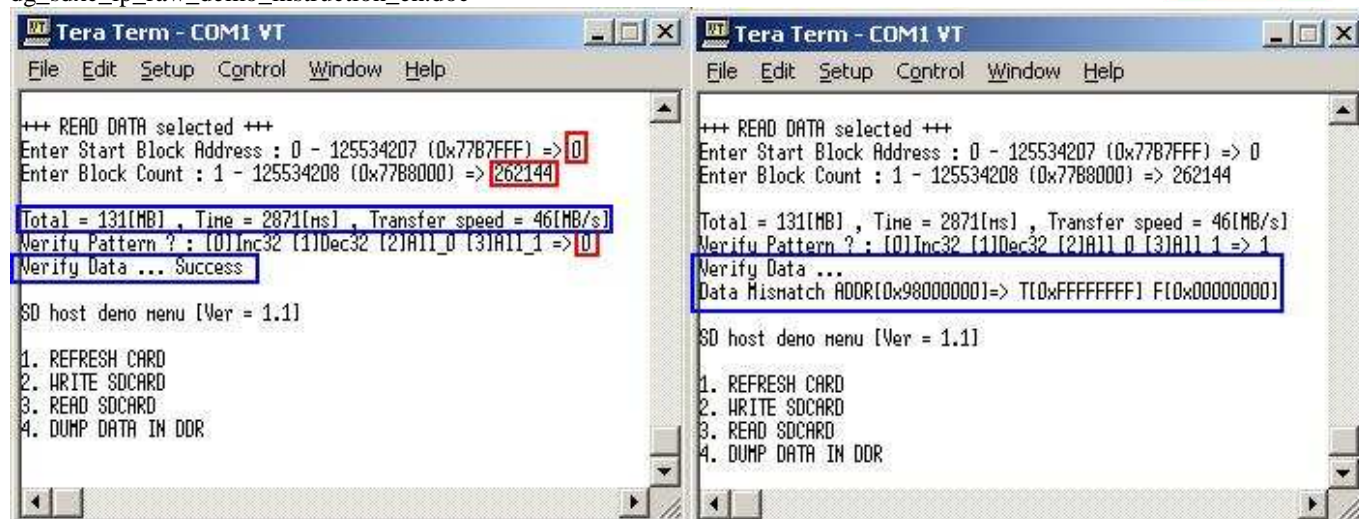 dg_sdxc_ip_raw_demo_instruction_en.doc
Tera Term - COM1 VT
File Edit Setup Control Window Help
+++ READ DATA selected +++
Enter Start Block Address : 0 - 125534207 (0x77B7FFF) => 0
Enter Block Count : 1 - 125534208 (0x77B8000) => 262144
Total = 131[MB] , Time = 2871[ms] , Transfer speed = 46[MB/s]
Verify Pattern ? : [0]Inc32 [1]Dec32 [2]All_0 [3]All_1 => 0
Verify Data ... Success
SD host demo menu [Ver = 1.1]
1. REFRESH CARD
2. WRITE SDCARD
3. READ SDCARD
4. DUMP DATA IN DDR
Tera Term - COM1 VT
File Edit Setup Control Window Help
+++ READ DATA selected +++
Enter Start Block Address : 0 - 125534207 (0x77B7FFF) => 0
Enter Block Count : 1 - 125534208 (0x77B8000) => 262144
Total = 131[MB] , Time = 2871[ms] , Transfer speed = 46[MB/s]
Verify Pattern ? : [0]Inc32 [1]Dec32 [2]All_0 [3]All_1 => 1
Verify Data ...
Data Mismatch ADDR[0x98000000]=> T[0xFFFFFFFF] F[0x00000000]
SD host demo menu [Ver = 1.1]
1. REFRESH CARD
2. WRITE SDCARD
3. READ SDCARD
4. DUMP DATA IN DDR